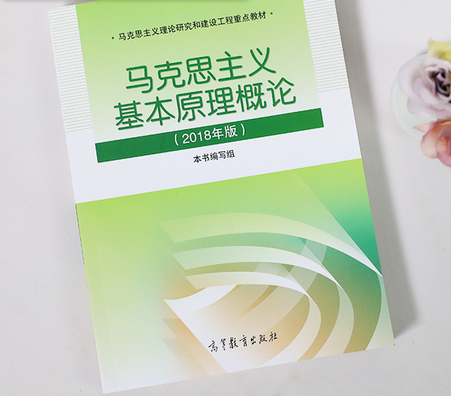 ·马克思主义理论研究和建设工程重点教材·
马克思主义
基本原理概论
(2018年版)
本书编写组
高等教育出版社